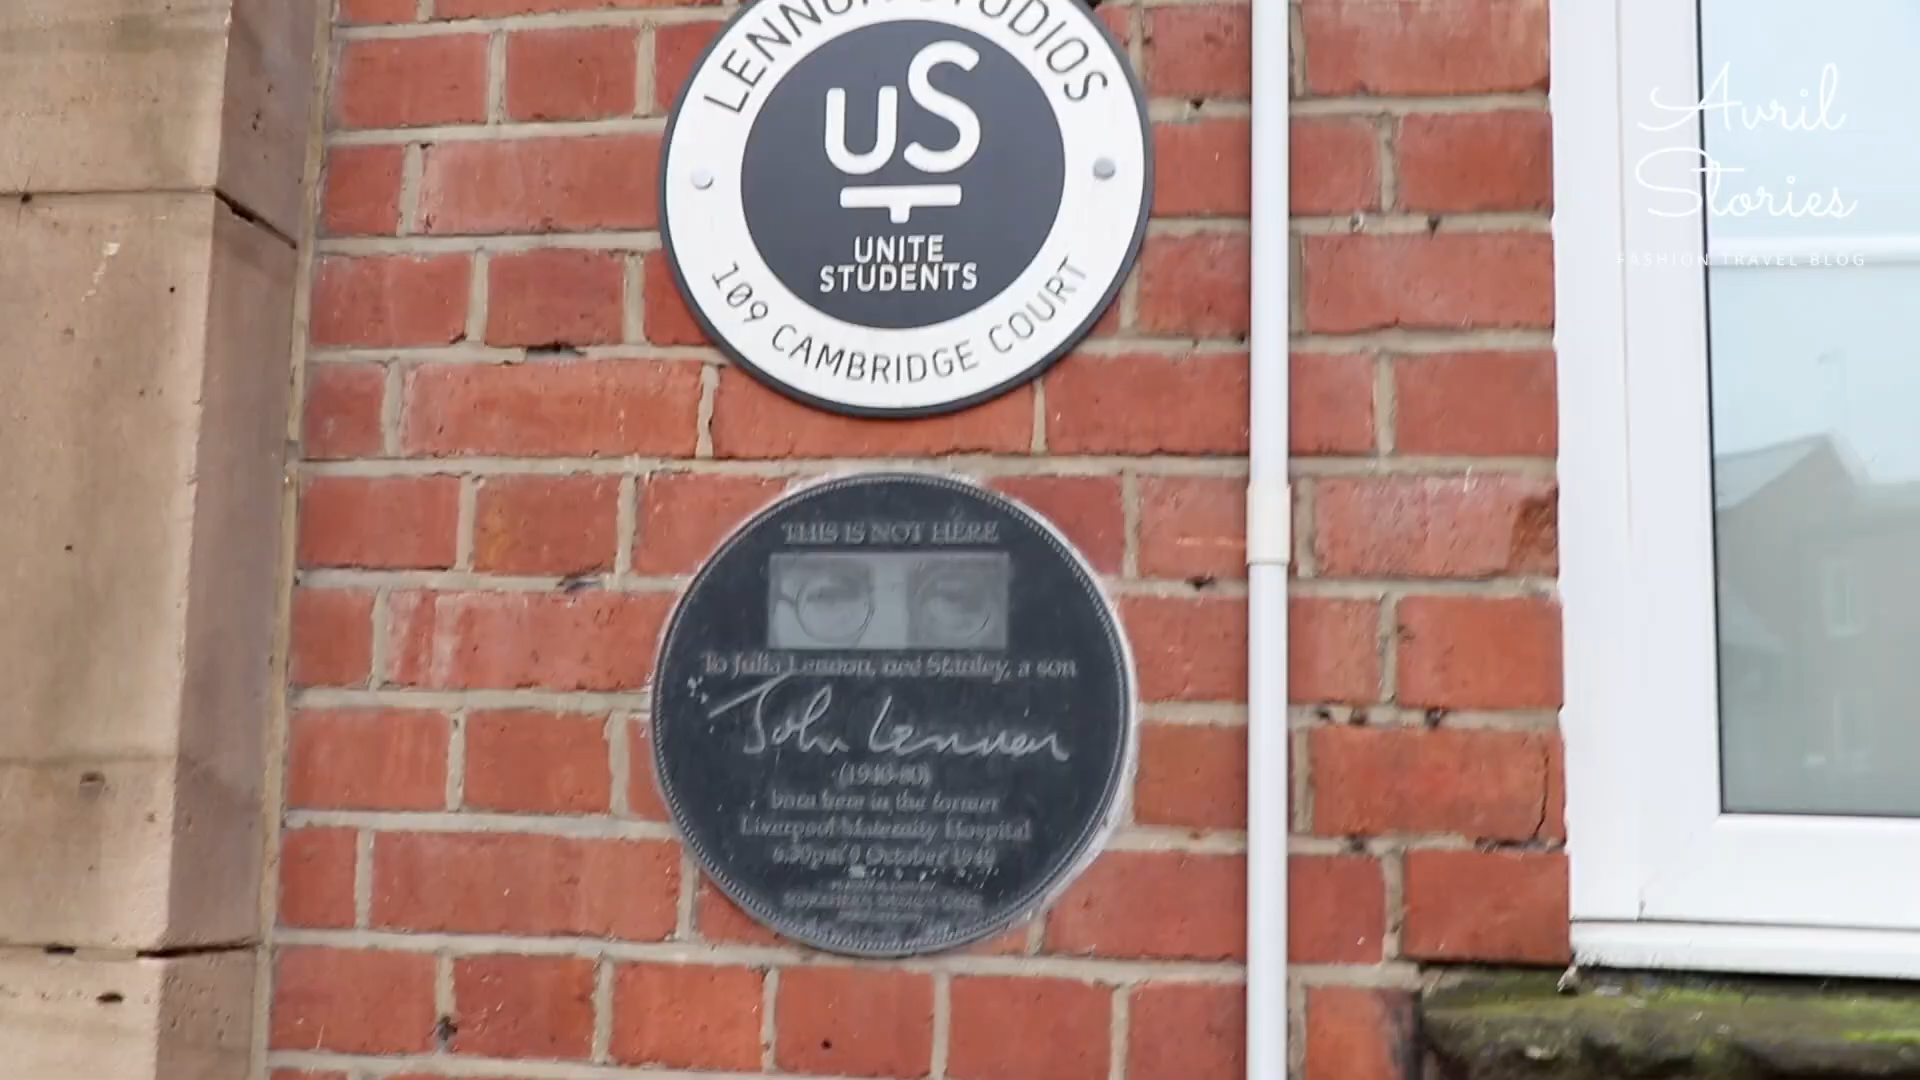 LENNON STUDIOS
US
UNITE
STUDENTS
109 CAMBRIDGE COURT
Avril
Stories
FASHION TRAVEL BLOG
THIS IS NOT HERE
To Julia Lennon, neé Stanley, a son
John Lennon
(1940-80)
born here in the former
Liverpool Maternity Hospital
6.30pm 9 October 1940